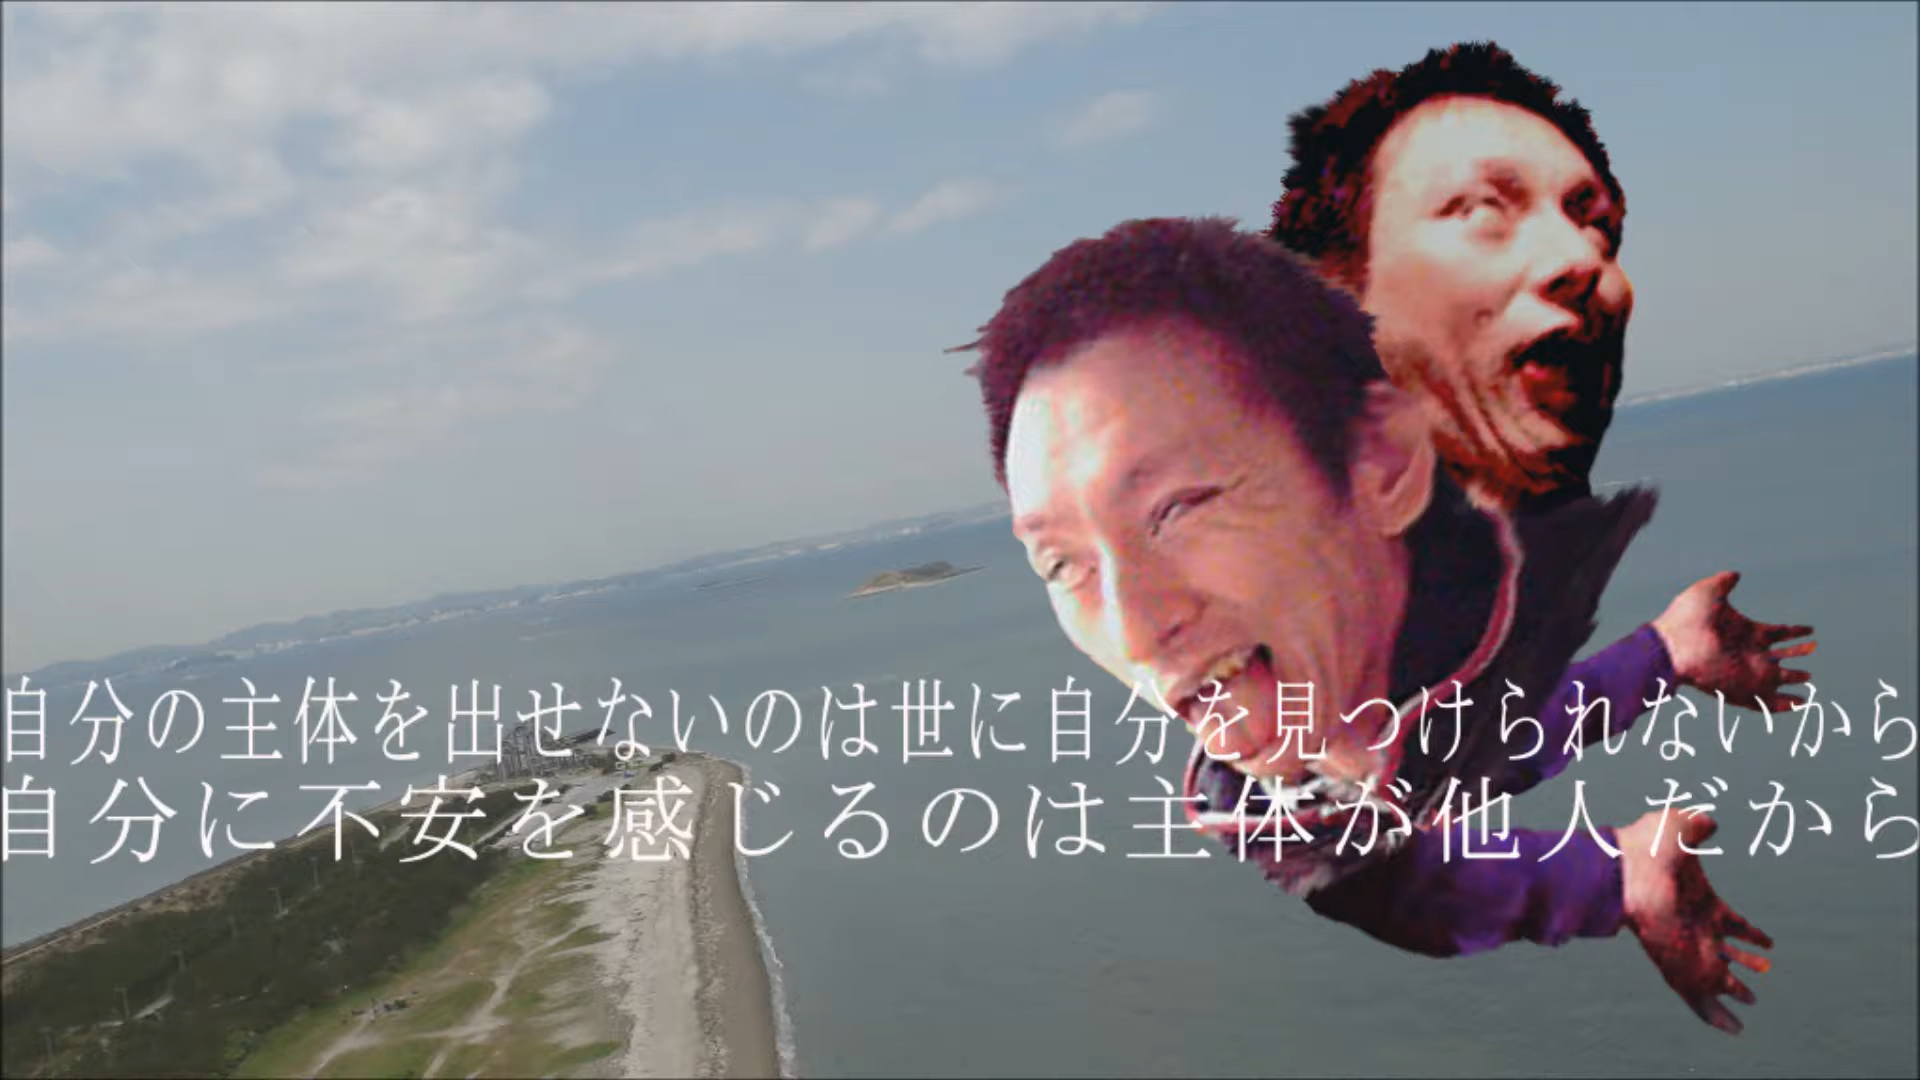 自分の主体を出せないのは世に自分を見つけられないから
自分に不安を感じるのは主体が他人だから